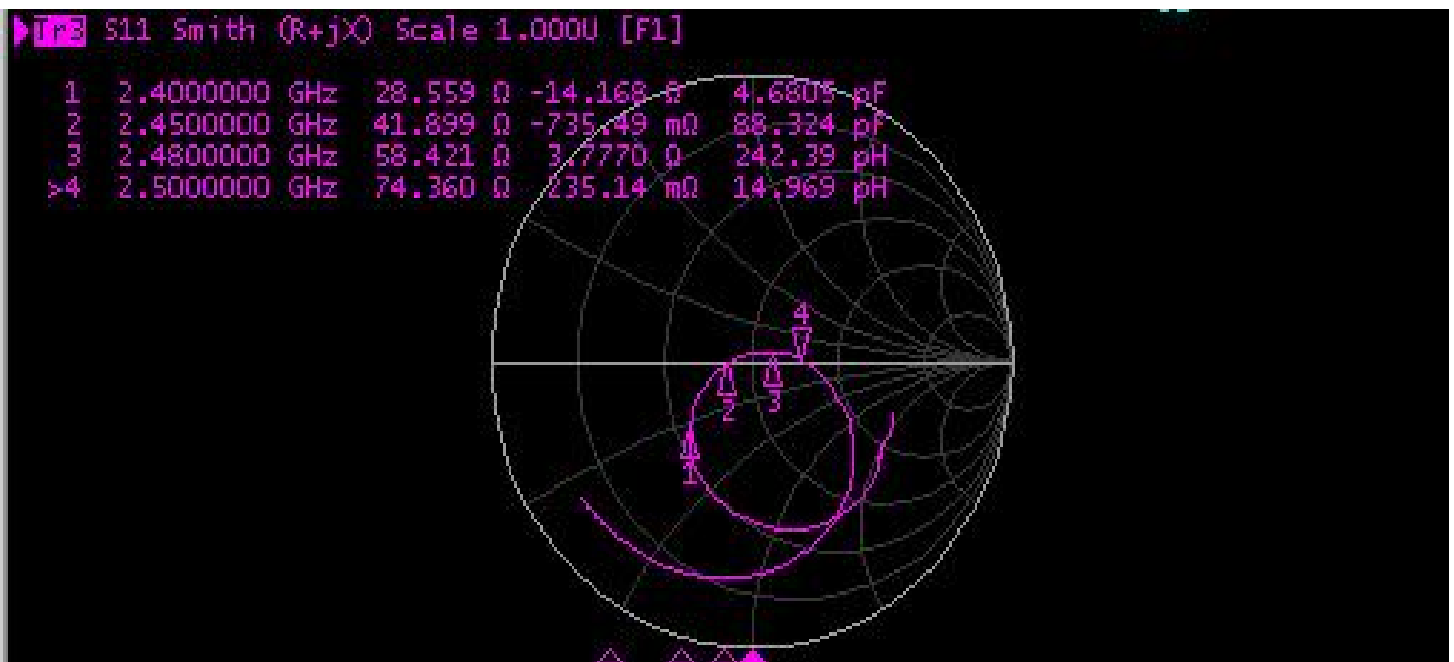 Tr3 S11 Smith (R+jX) Scale 1.000U [F1]
1 2.4000000 GHz 28.559 Ω -14.168 Ω 4.6805 pF
2 2.4500000 GHz 41.899 Ω -735.49 mΩ 88.324 pF
3 2.4800000 GHz 58.421 Ω 3.7770 Ω 242.39 pH
>4 2.5000000 GHz 74.360 Ω 235.14 mΩ 14.969 pH
4
2 3
1